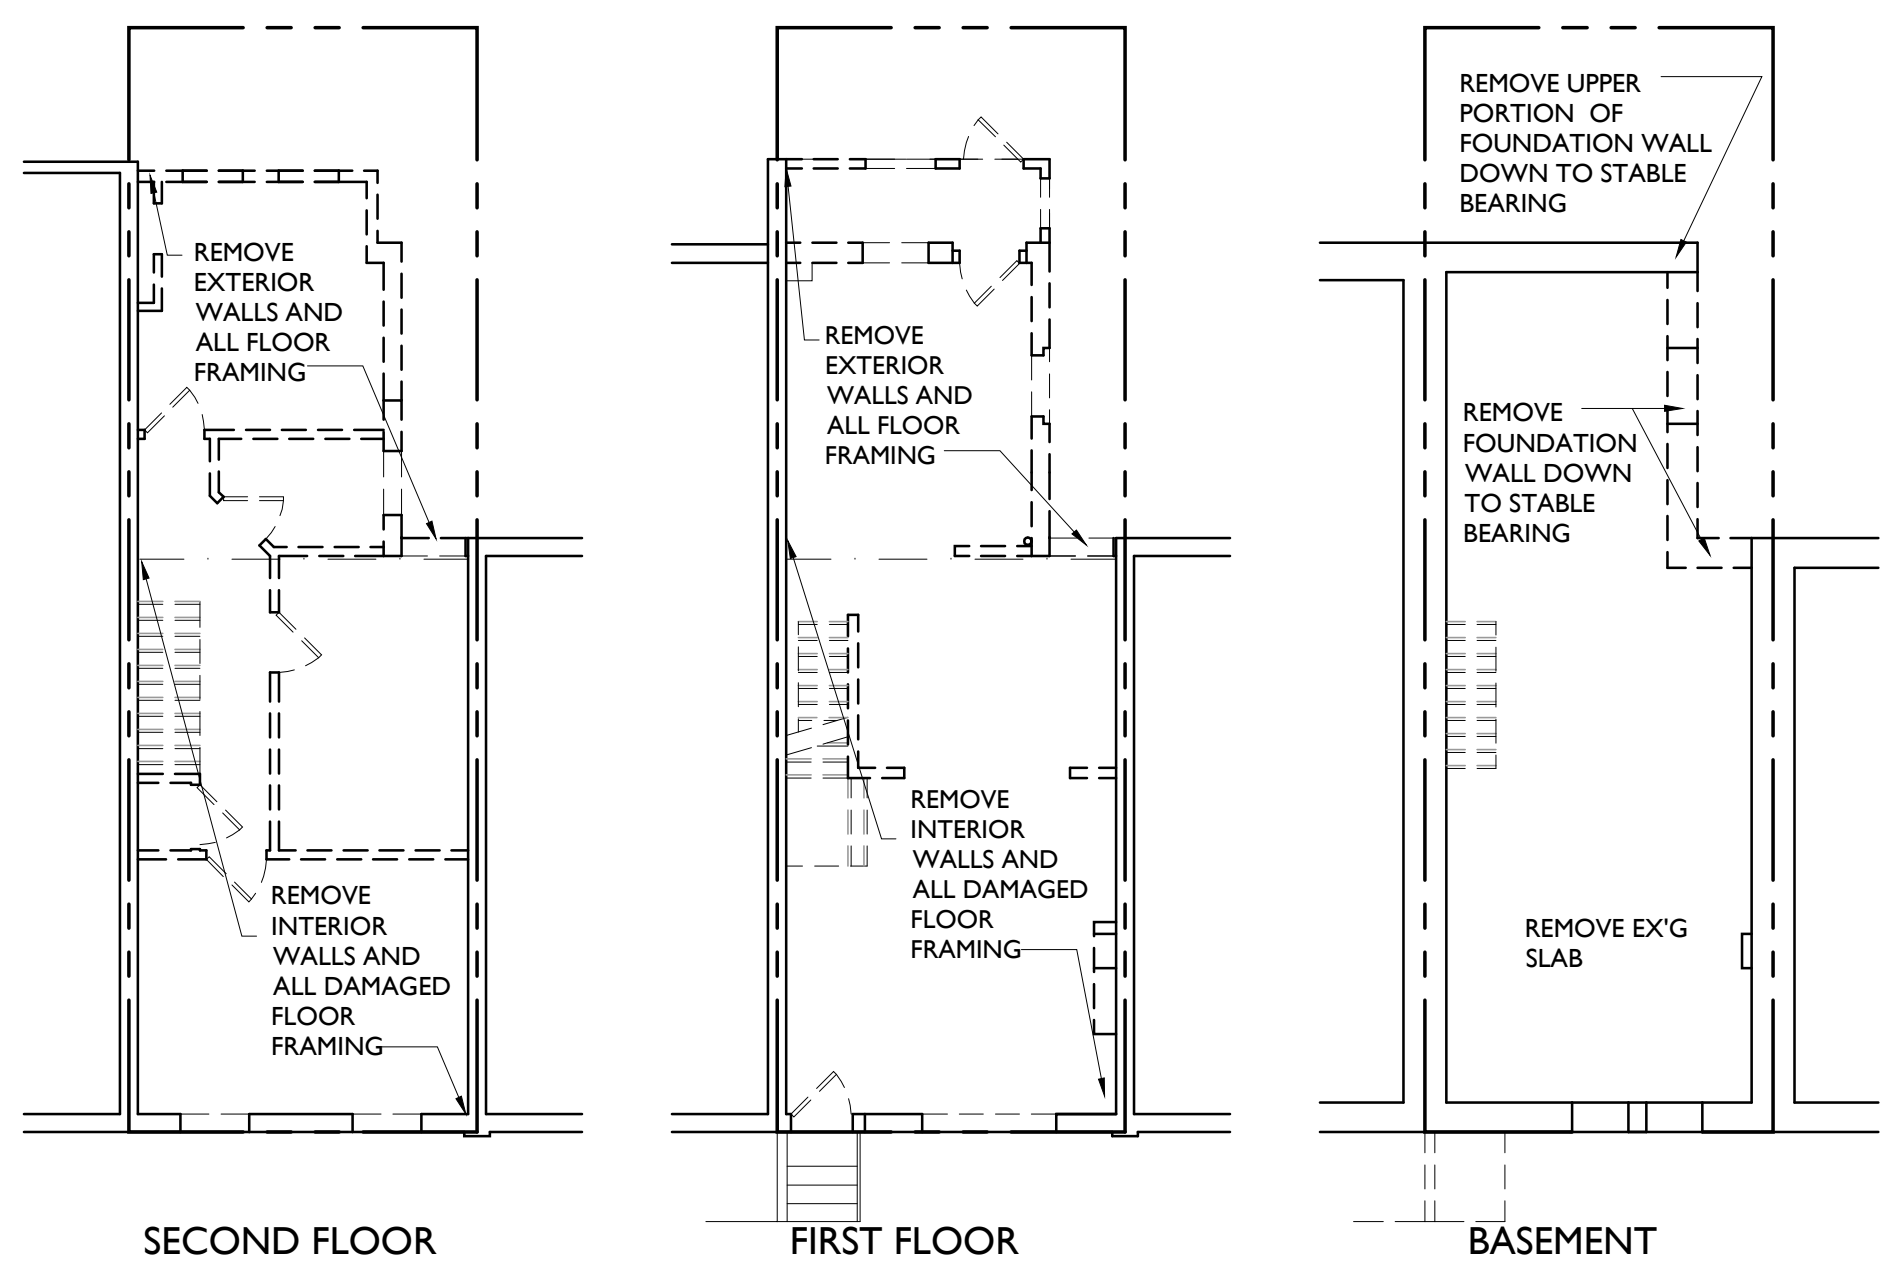 REMOVE
EXTERIOR
WALLS AND
ALL FLOOR
FRAMING
REMOVE
INTERIOR
WALLS AND
ALL DAMAGED
FLOOR
FRAMING
SECOND FLOOR
REMOVE
EXTERIOR
WALLS AND
ALL FLOOR
FRAMING
REMOVE
INTERIOR
WALLS AND
ALL DAMAGED
FLOOR
FRAMING
FIRST FLOOR
REMOVE UPPER
PORTION OF
FOUNDATION WALL
DOWN TO STABLE
BEARING
REMOVE
FOUNDATION
WALL DOWN
TO STABLE
BEARING
REMOVE EX'G
SLAB
BASEMENT